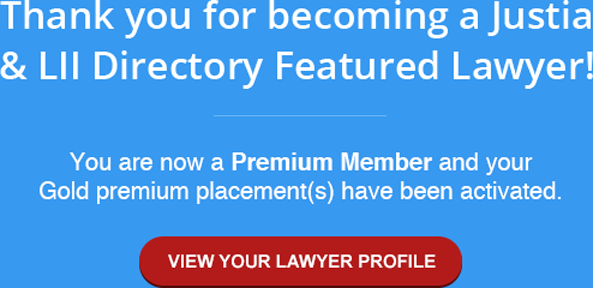 Thank you for becoming a Justia
& LII Directory Featured Lawyer!
You are now a Premium Member and your
Gold premium placement(s) have been activated.
VIEW YOUR LAWYER PROFILE